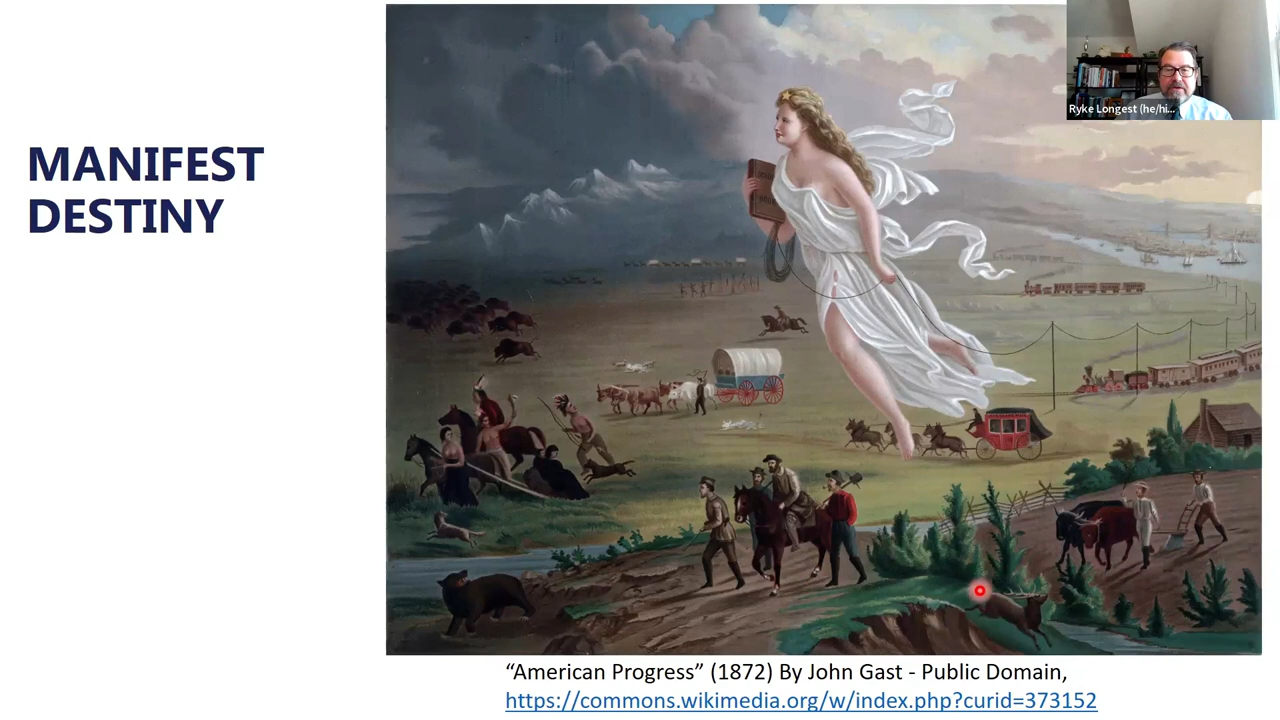 MANIFEST
DESTINY
Ryke Longest (he/hi...
“American Progress” (1872) By John Gast - Public Domain,
https://commons.wikimedia.org/w/index.php?curid=373152